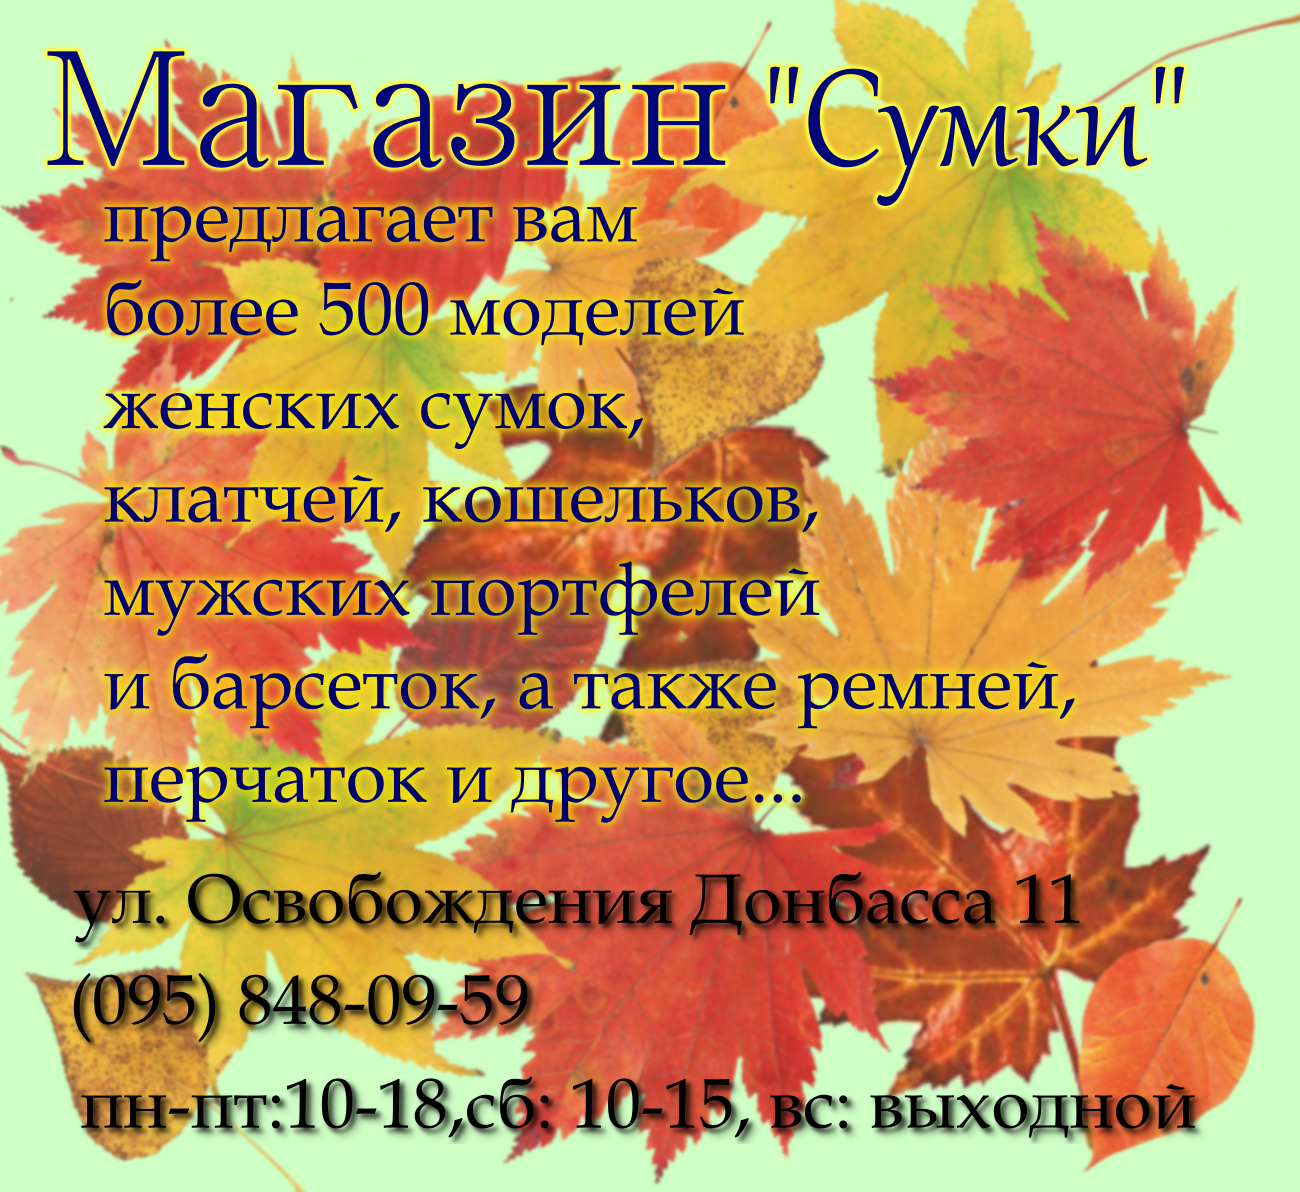 Магазин "Сумки"
предлагает вам
более 500 моделей
женских сумок,
клатчей, кошельков,
мужских портфелей
и барсеток, а также ремней,
перчаток и другое...
ул. Освобождения Донбасса 11
(095) 848-09-59
пн-пт:10-18,сб: 10-15, вс: выходной